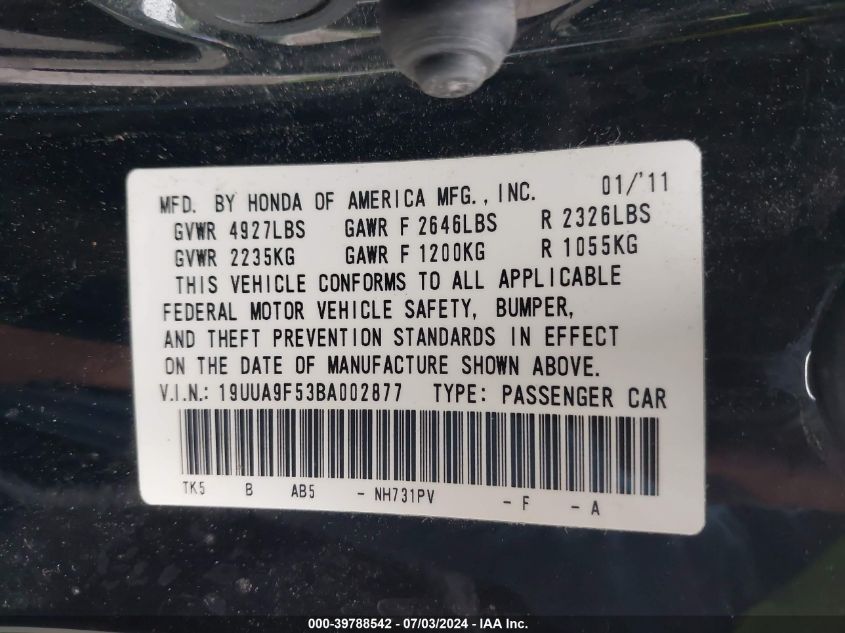 MFD. BY HONDA OF AMERICA MFG., INC. 01/'11
GVWR 4927LBS GAWR F 2646LBS R 2326LBS
GVWR 2235KG GAWR F 1200KG R 1055KG
THIS VEHICLE CONFORMS TO ALL APPLICABLE
FEDERAL MOTOR VEHICLE SAFETY, BUMPER,
AND THEFT PREVENTION STANDARDS IN EFFECT
ON THE DATE OF MANUFACTURE SHOWN ABOVE.
V.I.N.: 19UUA9F53BA002877 TYPE: PASSENGER CAR
TK5 B AB5 - NH731PV - F - A
000-39788542 - 07/03/2024 - IAA Inc.